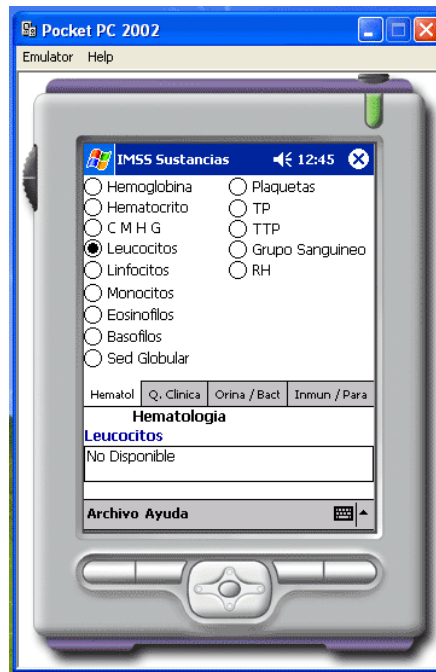 Pocket PC 2002
Emulator Help
IMSS Sustancias 12:45
Hemoglobina
Hematocrito
C M H G
Leucocitos
Linfocitos
Monocitos
Eosinofilos
Basofilos
Sed Globular
Plaquetas
TP
TTP
Grupo Sanguineo
RH
Hematol Q. Clinica Orina / Bact Inmun / Para
Hematologia
Leucocitos
No Disponible
Archivo Ayuda